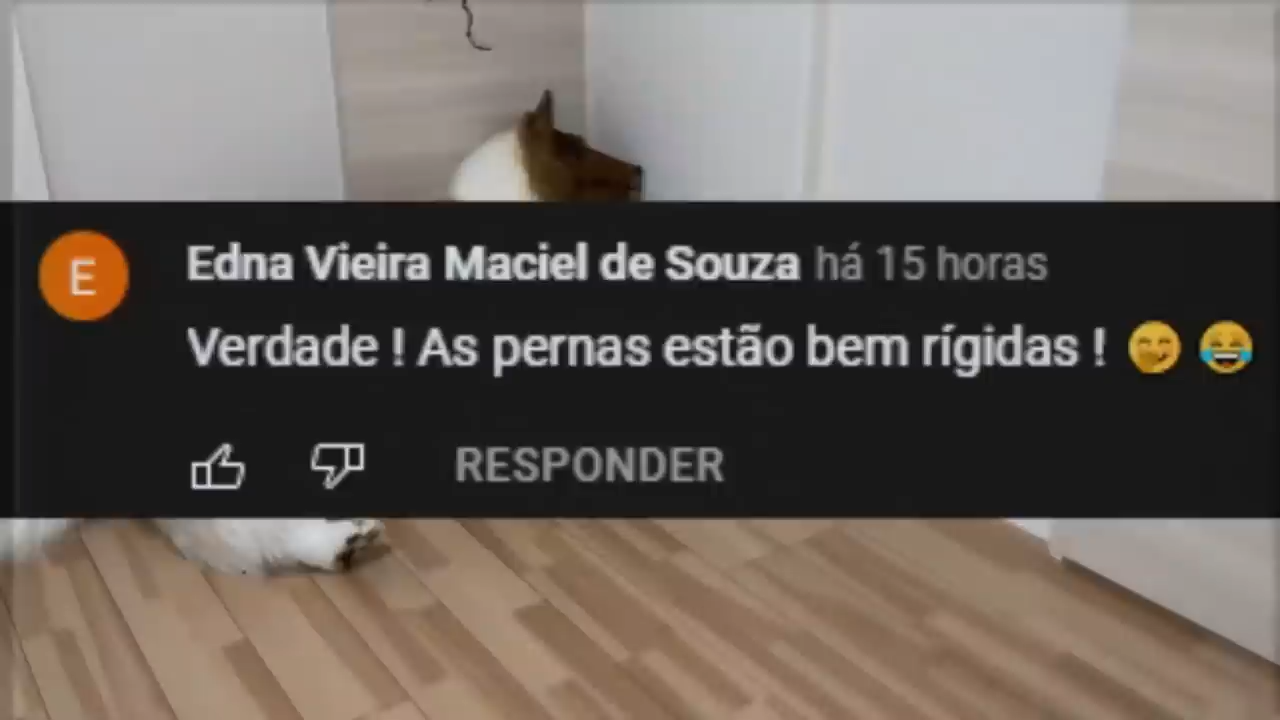 E
Edna Vieira Maciel de Souza há 15 horas
Verdade ! As pernas estão bem rígidas ! 🤭 😂
RESPONDER